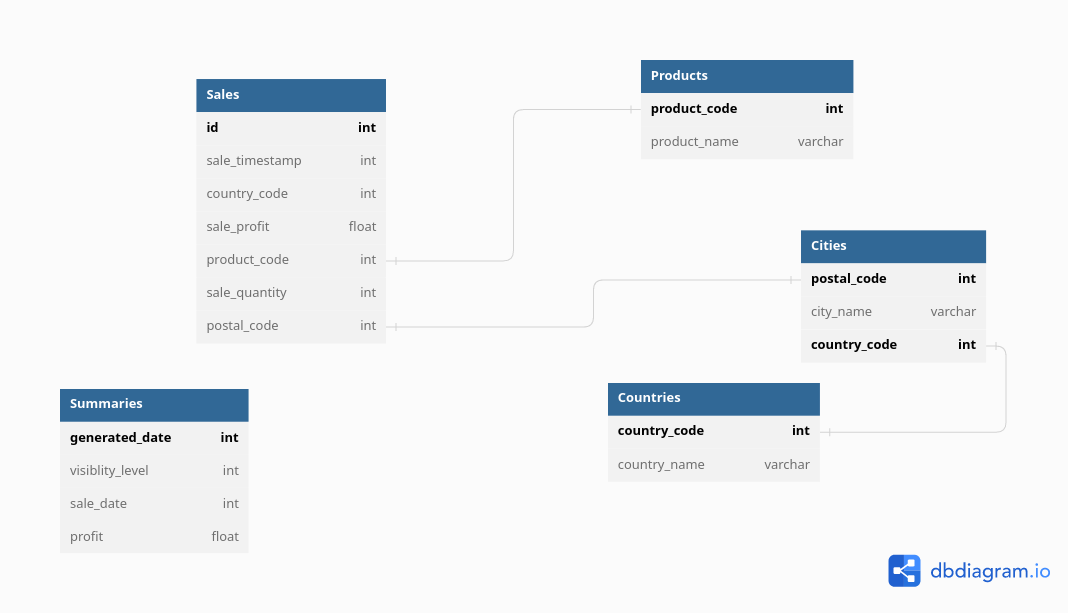 Sales
id int
sale_timestamp int
country_code int
sale_profit float
product_code int
sale_quantity int
postal_code int
Products
product_code int
product_name varchar
Cities
postal_code int
city_name varchar
country_code int
Summaries
generated_date int
visiblity_level int
sale_date int
profit float
Countries
country_code int
country_name varchar
dbdiagram.io